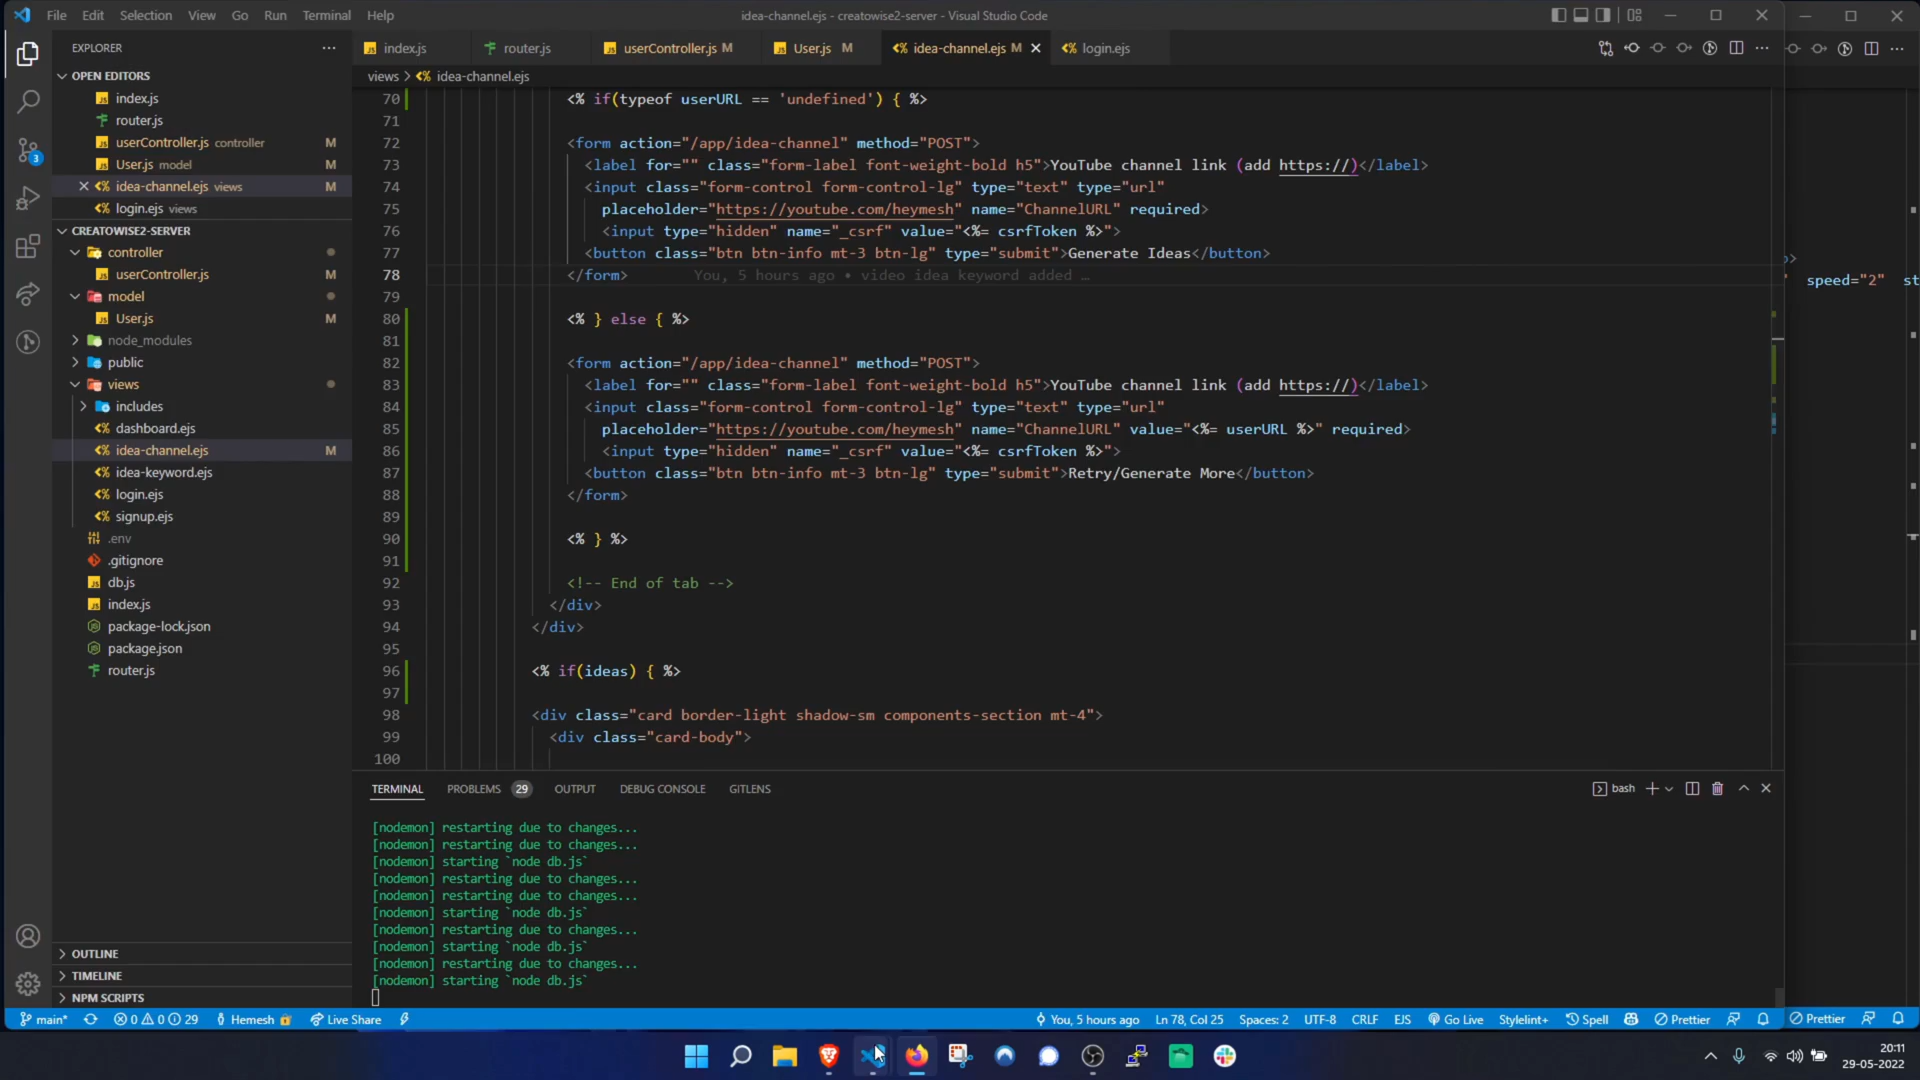 File Edit Selection View Go Run Terminal Help
idea-channel.ejs - creatowise2-server - Visual Studio Code
EXPLORER
OPEN EDITORS
index.js
router.js
userController.js controller M
User.js model M
idea-channel.ejs views M
login.ejs views
CREATOWISE2-SERVER
controller
userController.js M
model
User.js M
node_modules
public
views
includes
dashboard.ejs
idea-channel.ejs M
idea-keyword.ejs
login.ejs
signup.ejs
.env
.gitignore
db.js
index.js
package-lock.json
package.json
router.js
OUTLINE
TIMELINE
NPM SCRIPTS
3
index.js router.js userController.js M User.js M idea-channel.ejs M login.ejs
views > idea-channel.ejs
70 <% if(typeof userURL == 'undefined') { %>
71
72 <form action="/app/idea-channel" method="POST">
73 <label for="" class="form-label font-weight-bold h5">YouTube channel link (add https://)</label>
74 <input class="form-control form-control-lg" type="text" type="url"
75 placeholder="https://youtube.com/heymesh" name="ChannelURL" required>
76 <input type="hidden" name="_csrf" value="<%= csrfToken %>">
77 <button class="btn btn-info mt-3 btn-lg" type="submit">Generate Ideas</button>
78 </form> You, 5 hours ago • video idea keyword added …
79
80 <% } else { %>
81
82 <form action="/app/idea-channel" method="POST">
83 <label for="" class="form-label font-weight-bold h5">YouTube channel link (add https://)</label>
84 <input class="form-control form-control-lg" type="text" type="url"
85 placeholder="https://youtube.com/heymesh" name="ChannelURL" value="<%= userURL %>" required>
86 <input type="hidden" name="_csrf" value="<%= csrfToken %>">
87 <button class="btn btn-info mt-3 btn-lg" type="submit">Retry/Generate More</button>
88 </form>
89
90 <% } %>
91
92 <!-- End of tab -->
93 </div>
94 </div>
95
96 <% if(ideas) { %>
97
98 <div class="card border-light shadow-sm components-section mt-4">
99 <div class="card-body">
100
>
" speed="2" st
TERMINAL PROBLEMS 29 OUTPUT DEBUG CONSOLE GITLENS
bash
[nodemon] restarting due to changes...
[nodemon] restarting due to changes...
[nodemon] starting `node db.js`
[nodemon] restarting due to changes...
[nodemon] restarting due to changes...
[nodemon] starting `node db.js`
[nodemon] restarting due to changes...
[nodemon] starting `node db.js`
[nodemon] restarting due to changes...
[nodemon] starting `node db.js`
main* 0 0 29 Hemesh Live Share
You, 5 hours ago Ln 78, Col 25 Spaces: 2 UTF-8 CRLF EJS Go Live Stylelint+ Spell Prettier
Prettier
20:11
29-05-2022